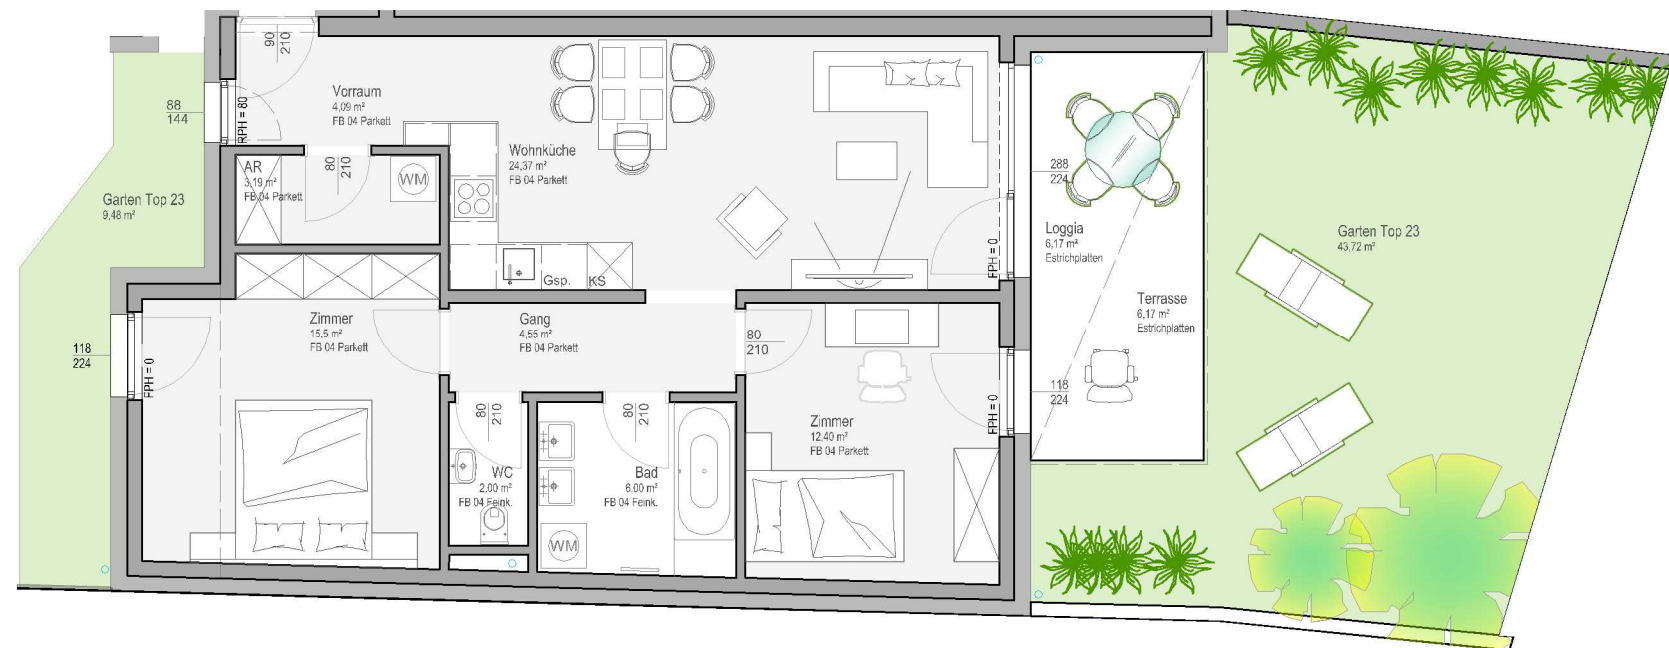 90
210
88
144
RPH = 80
Vorraum
4,09 m²
FB 04 Parkett
AR
3,19 m²
FB 04 Parkett
80
210
WM
Wohnküche
24,37 m²
FB 04 Parkett
Gsp.
KS
288
224
FPH = 0
Loggia
6,17 m²
Estrichplatten
Terrasse
6,17 m²
Estrichplatten
Garten Top 23
43,72 m²
Garten Top 23
9,48 m²
118
224
FPH = 0
Zimmer
15,5 m²
FB 04 Parkett
Gang
4,55 m²
FB 04 Parkett
80
210
118
224
FPH = 0
80
210
WC
2,00 m²
FB 04 Feink.
80
210
Bad
6,00 m²
FB 04 Feink.
WM
Zimmer
12,40 m²
FB 04 Parkett